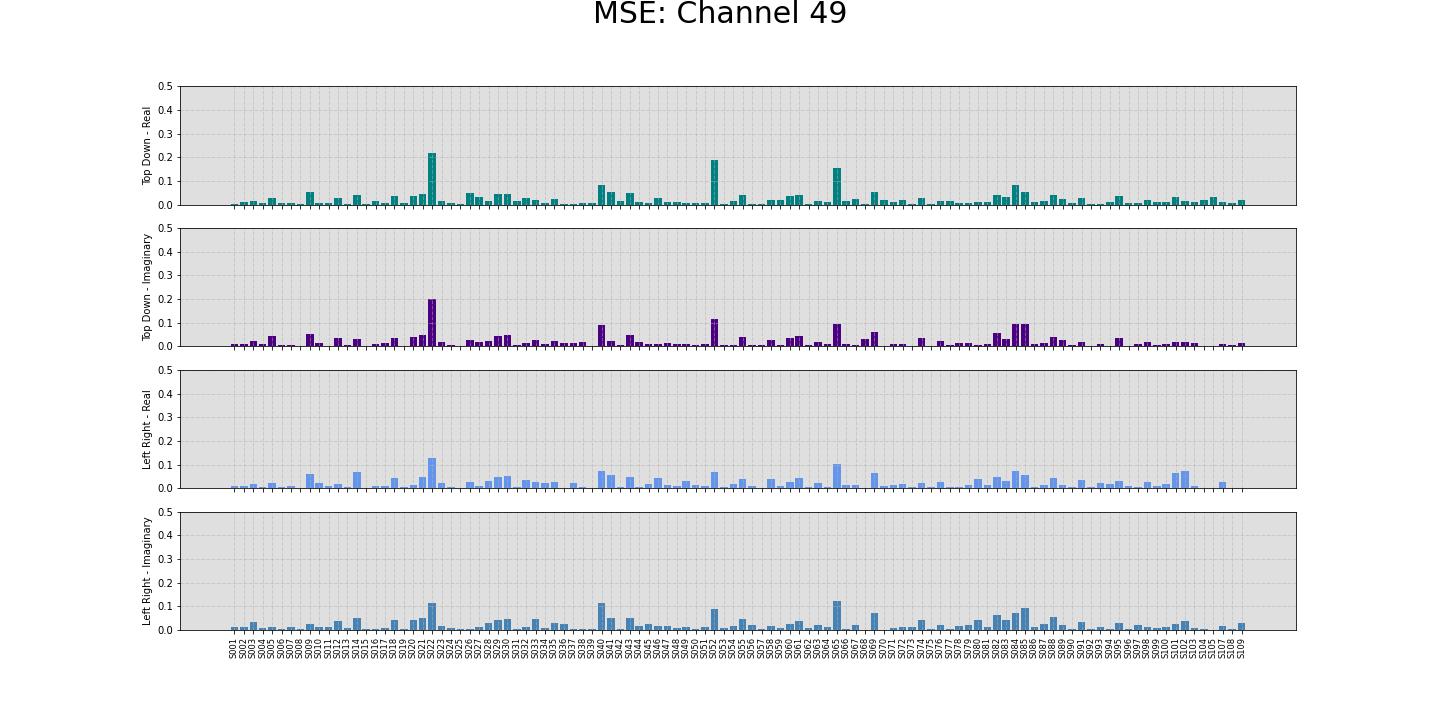 MSE: Channel 49
0.5
0.4
0.3
0.2
0.1
0.0
Top Down - Real
0.5
0.4
0.3
0.2
0.1
0.0
Top Down - Imaginary
0.5
0.4
0.3
0.2
0.1
0.0
Left Right - Real
0.5
0.4
0.3
0.2
0.1
0.0
Left Right - Imaginary
S001
S002
S003
S004
S005
S006
S007
S008
S009
S010
S011
S012
S013
S014
S015
S016
S017
S018
S019
S020
S021
S022
S023
S024
S025
S026
S027
S028
S029
S030
S031
S032
S033
S034
S035
S036
S037
S038
S039
S040
S041
S042
S043
S044
S045
S046
S047
S048
S049
S050
S051
S052
S053
S054
S055
S056
S057
S058
S059
S060
S061
S062
S063
S064
S065
S066
S067
S068
S069
S070
S071
S072
S073
S074
S075
S076
S077
S078
S079
S080
S081
S082
S083
S084
S085
S086
S087
S088
S089
S090
S091
S092
S093
S094
S095
S096
S097
S098
S099
S100
S101
S102
S103
S104
S105
S107
S108
S109